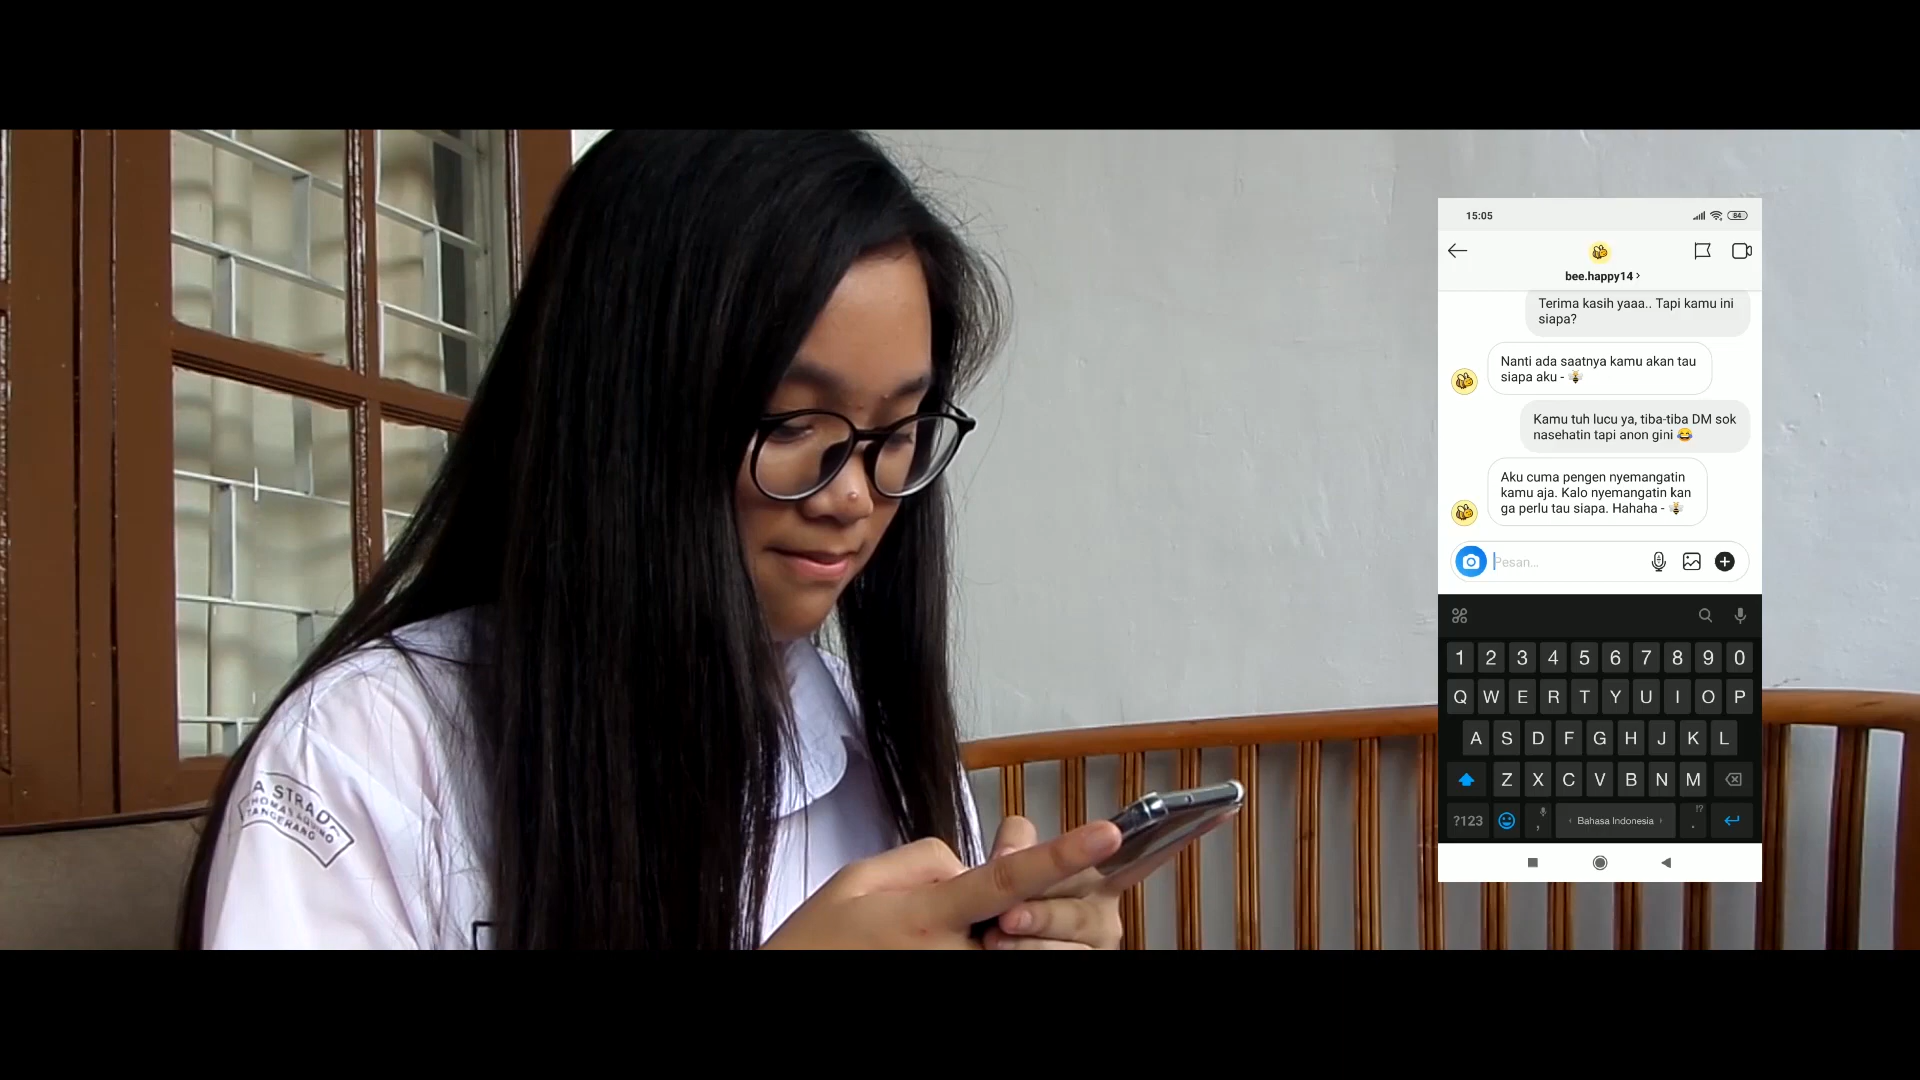 A STRADA
THOMAS AQUINO
TANGERANG
15:05
84
bee.happy14 ›
Terima kasih yaaa.. Tapi kamu ini
siapa?
Nanti ada saatnya kamu akan tau
siapa aku - 🐝
Kamu tuh lucu ya, tiba-tiba DM sok
nasehatin tapi anon gini 😂
Aku cuma pengen nyemangatin
kamu aja. Kalo nyemangatin kan
ga perlu tau siapa. Hahaha - 🐝
Pesan...
1 2 3 4 5 6 7 8 9 0
Q W E R T Y U I O P
A S D F G H J K L
Z X C V B N M
?123 , ‹ Bahasa Indonesia › . !?